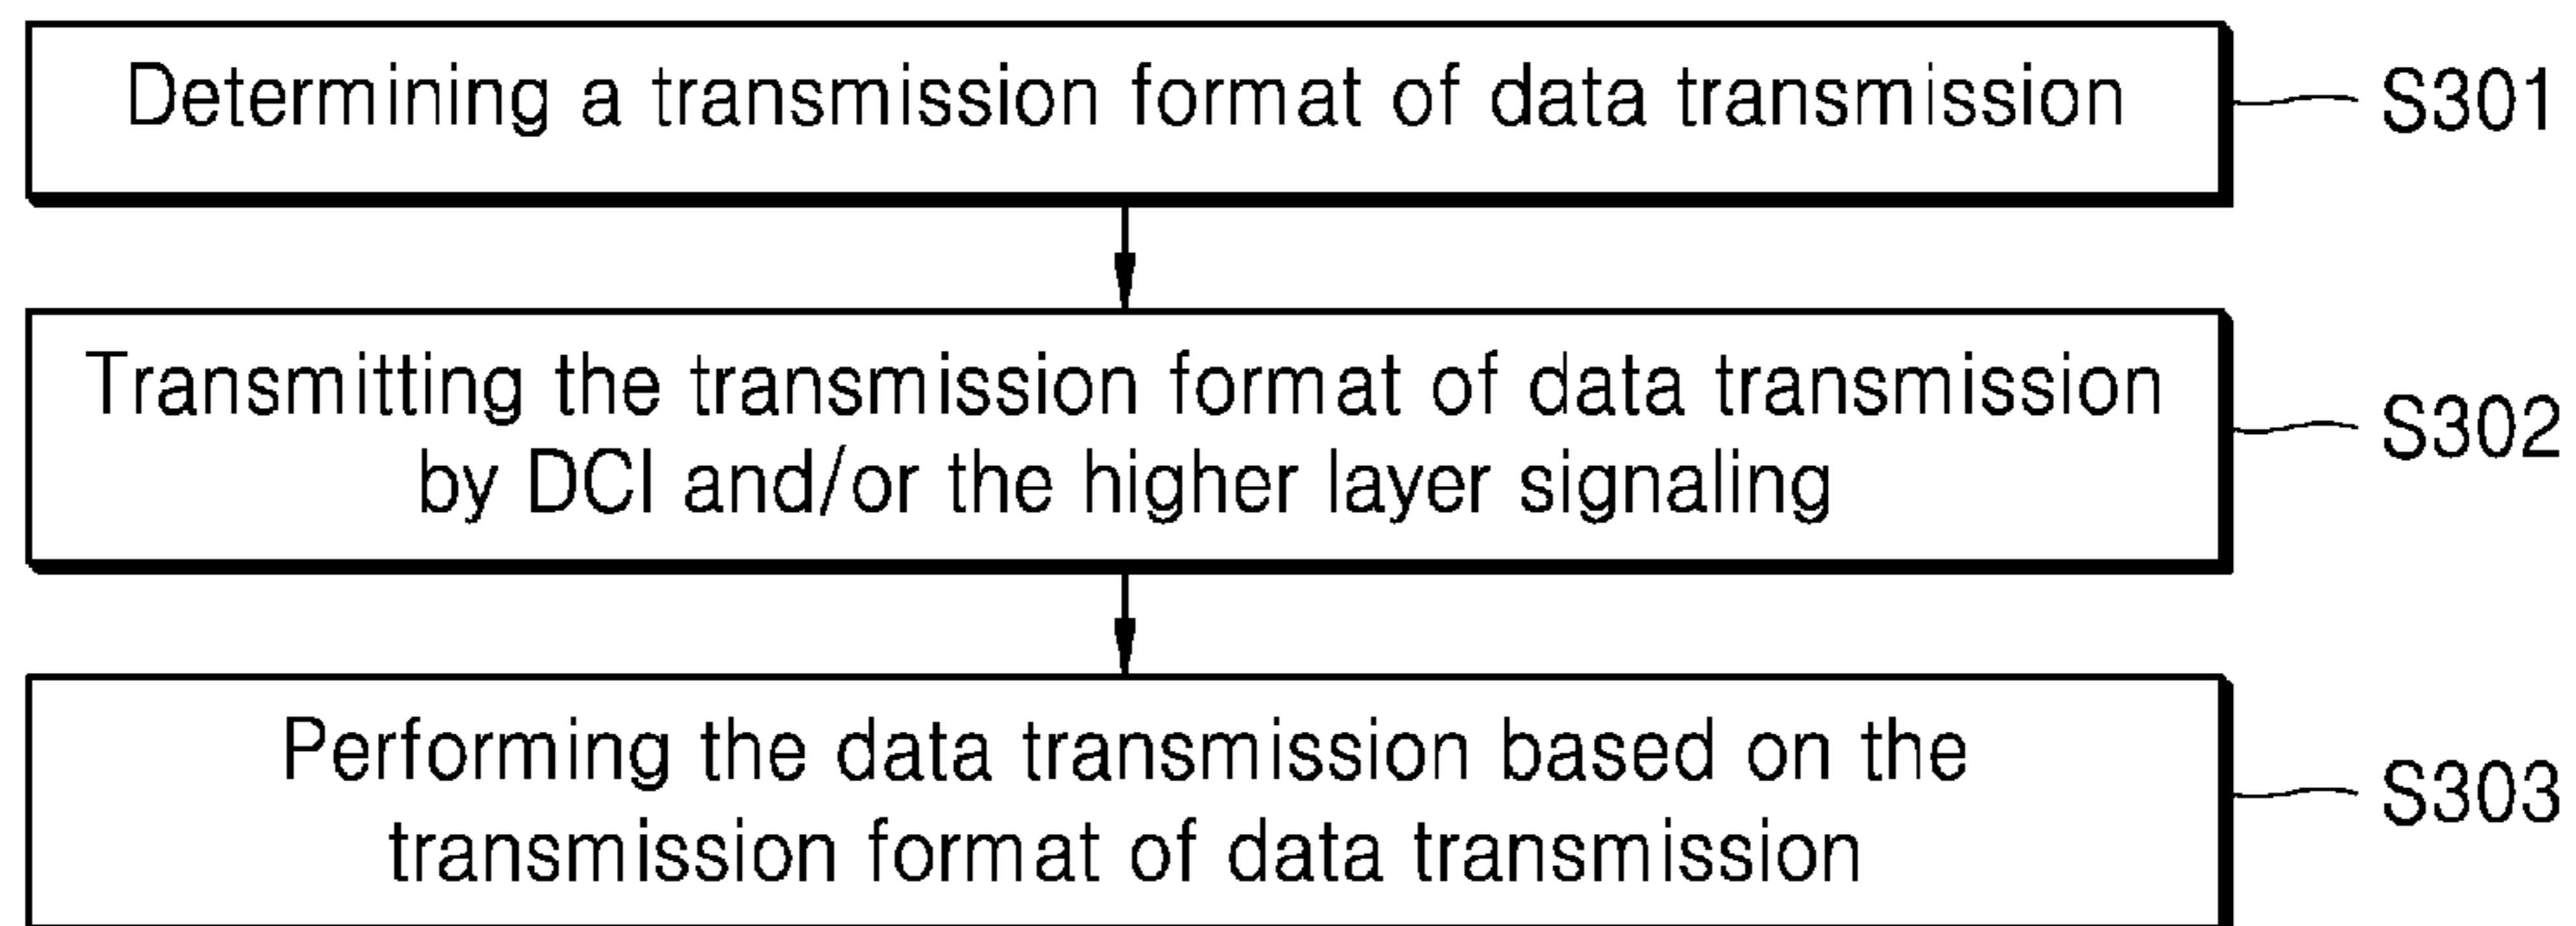 Determining a transmission format of data transmission
S301
Transmitting the transmission format of data transmission
by DCI and/or the higher layer signaling
S302
Performing the data transmission based on the
transmission format of data transmission
S303